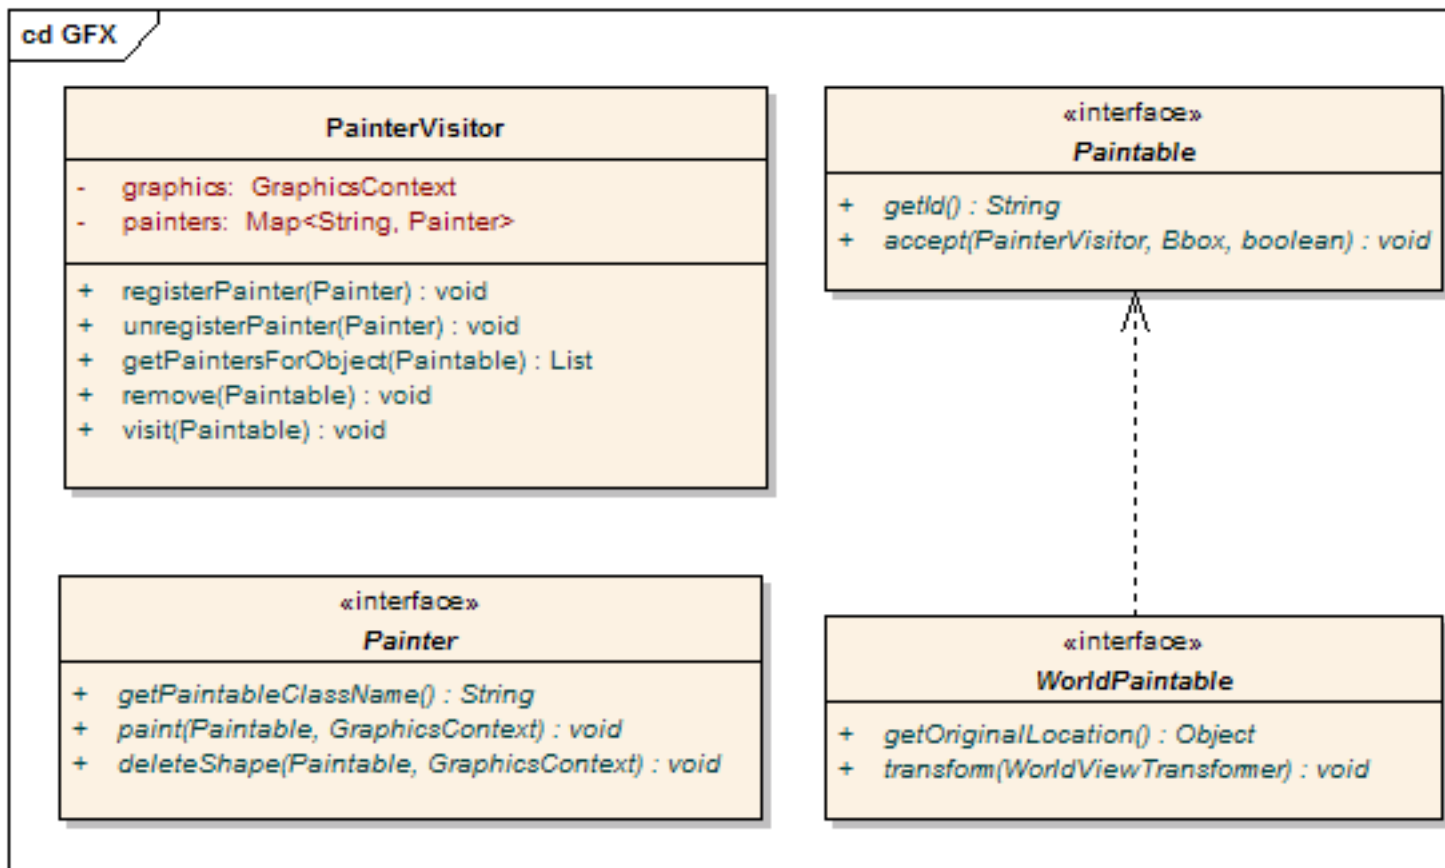 cd GFX
PainterVisitor
- graphics: GraphicsContext
- painters: Map<String, Painter>
+ registerPainter(Painter) : void
+ unregisterPainter(Painter) : void
+ getPaintersForObject(Paintable) : List
+ remove(Paintable) : void
+ visit(Paintable) : void
«interface»
Paintable
+ getId() : String
+ accept(PainterVisitor, Bbox, boolean) : void
«interface»
Painter
+ getPaintableClassName() : String
+ paint(Paintable, GraphicsContext) : void
+ deleteShape(Paintable, GraphicsContext) : void
«interface»
WorldPaintable
+ getOriginalLocation() : Object
+ transform(WorldViewTransformer) : void